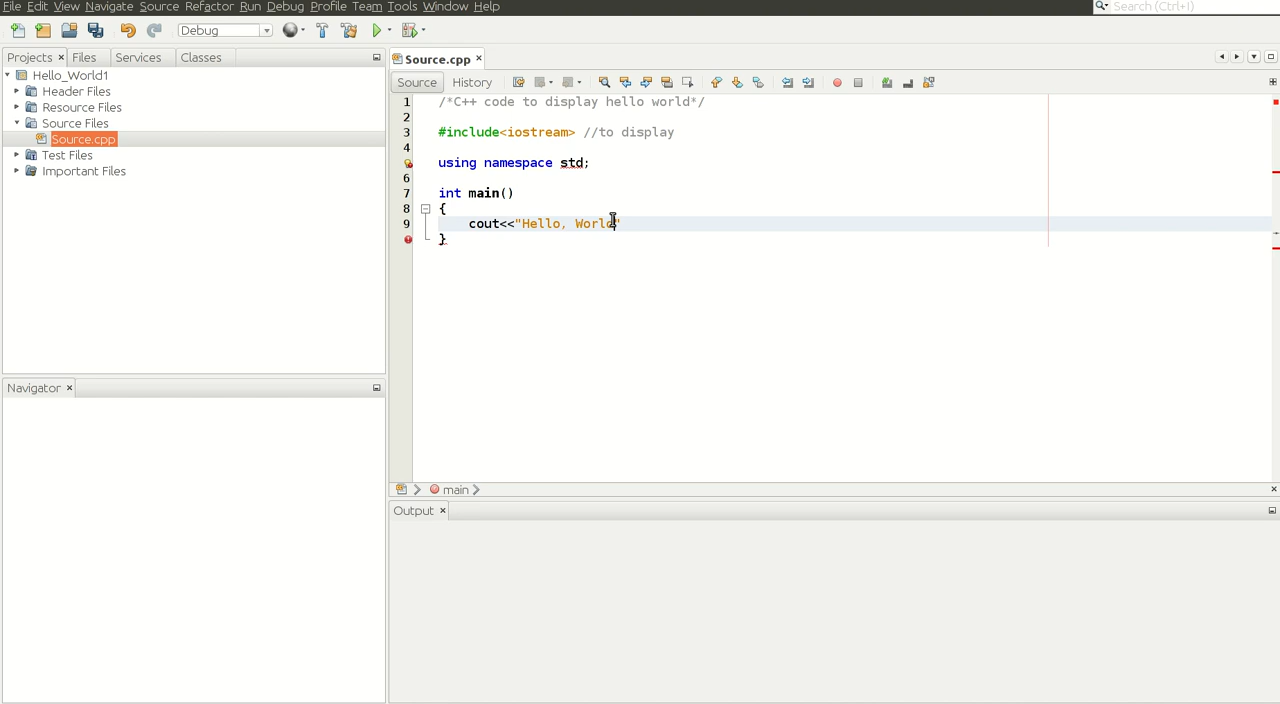 File Edit View Navigate Source Refactor Run Debug Profile Team Tools Window Help
Search (Ctrl+I)
Debug
Projects Files Services Classes
Hello_World1
Header Files
Resource Files
Source Files
Source.cpp
Test Files
Important Files
Navigator
Source.cpp
Source History
1 /*C++ code to display hello world*/
2
3 #include<iostream> //to display
4
using namespace std;
6
7 int main()
8 {
9 cout<<"Hello, World"
}
main
Output